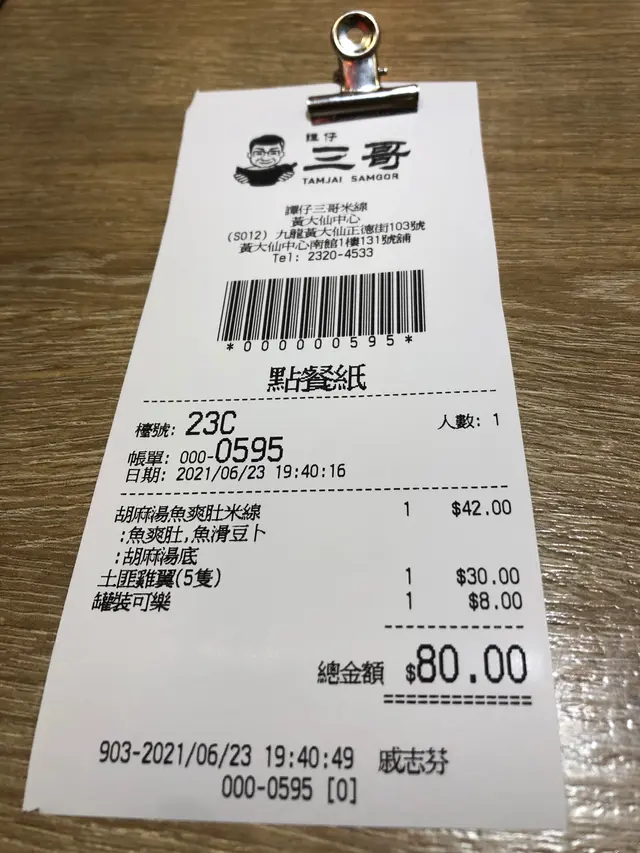 譚仔
三哥
TAMJAI SAMGOR
譚仔三哥米線
黃大仙中心
(S012) 九龍黃大仙正德街103號
黃大仙中心南館1樓131號舖
Tel: 2320-4533
*000000595*
點餐紙
檯號: 23C 人數: 1
帳單: 000-0595
日期: 2021/06/23 19:40:16
胡麻湯魚爽肚米線 1 $42.00
:魚爽肚,魚滑豆卜
:胡麻湯底
土匪雞翼(5隻) 1 $30.00
罐裝可樂 1 $8.00
總金額 $80.00
903-2021/06/23 19:40:49 戚志芬
000-0595 [0]